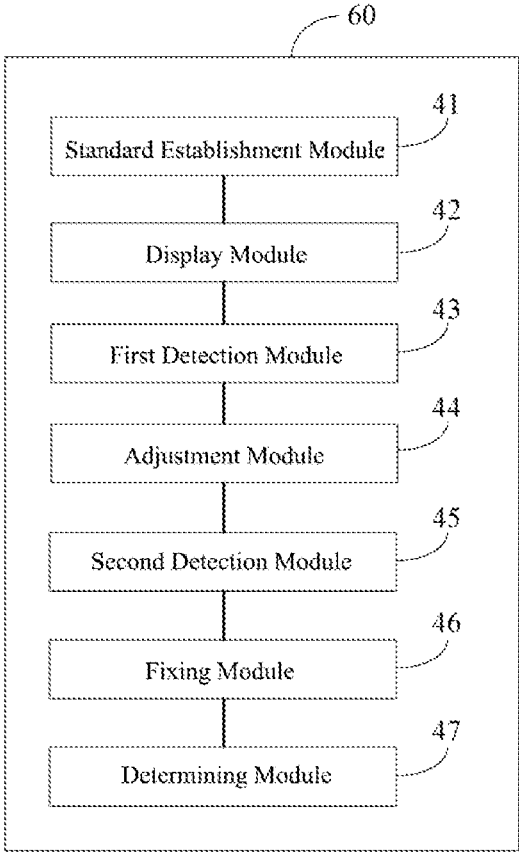 60
41
Standard Establishment Module
42
Display Module
43
First Detection Module
44
Adjustment Module
45
Second Detection Module
46
Fixing Module
47
Determining Module